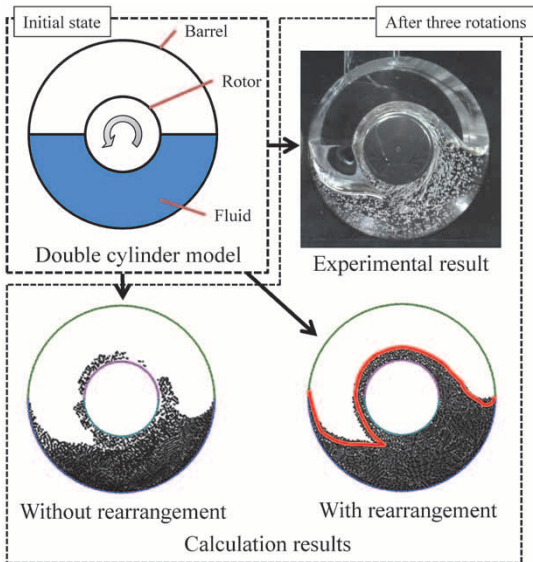 Initial state
After three rotations
Barrel
Rotor
Fluid
Double cylinder model
Experimental result
Without rearrangement
With rearrangement
Calculation results